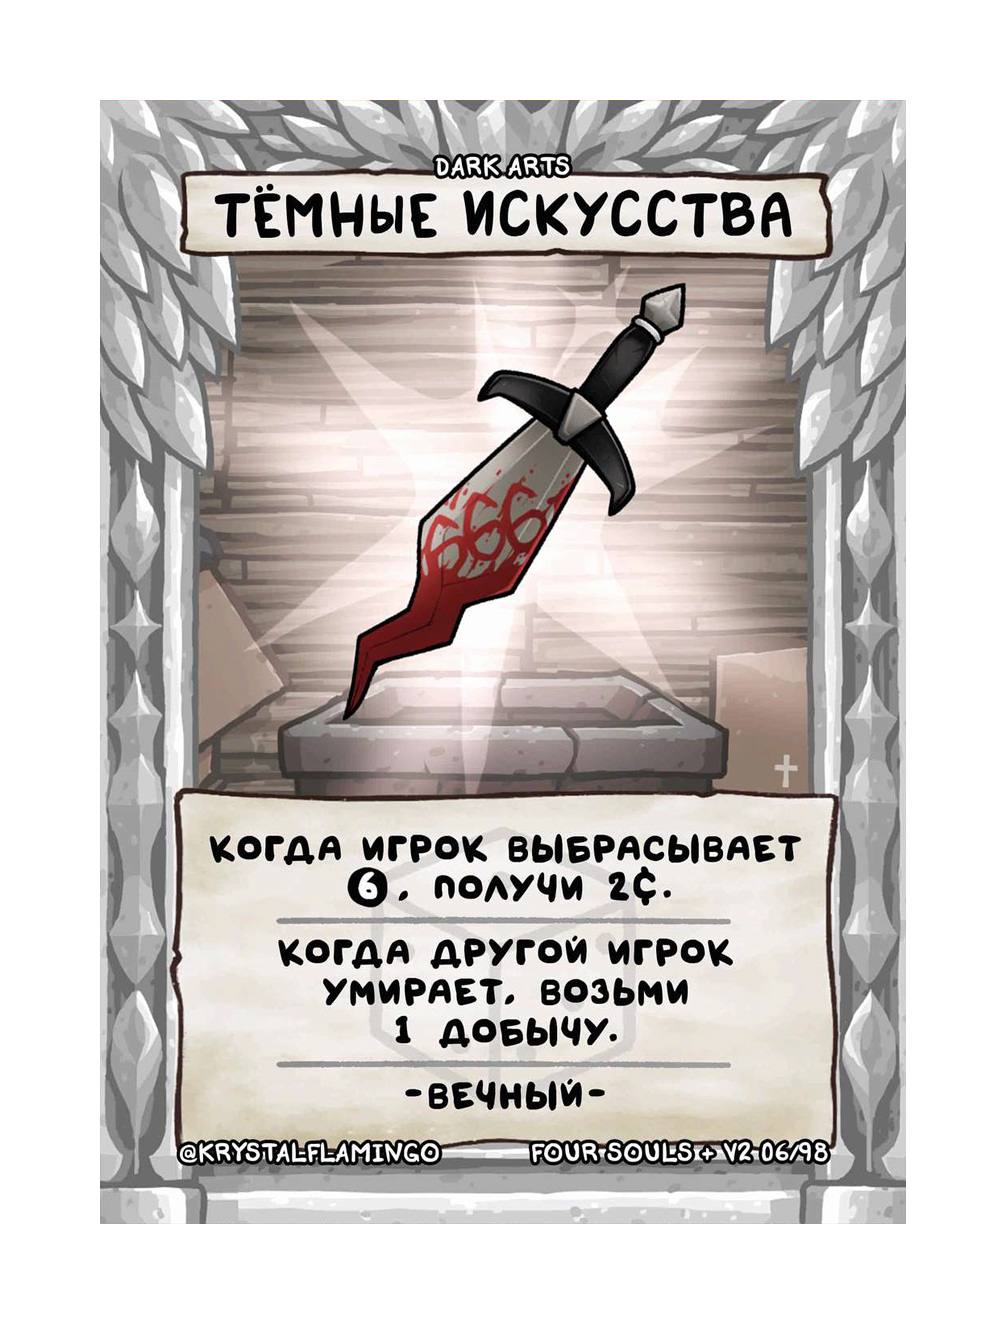 DARK ARTS
ТЁМНЫЕ ИСКУССТВА
666
КОГДА ИГРОК ВЫБРАСЫВАЕТ
6, ПОЛУЧИ 2¢.
КОГДА ДРУГОЙ ИГРОК
УМИРАЕТ, ВОЗЬМИ
1 ДОБЫЧУ.
-ВЕЧНЫЙ-
@KRYSTALFLAMINGO
FOUR SOULS + V2 06/98